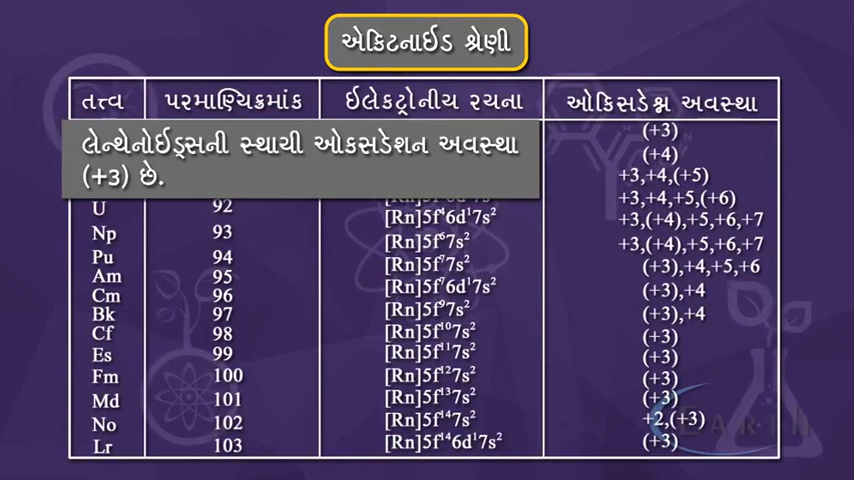 એક્ટિનાઈડ શ્રેણી
તત્ત્વ પરમાણ્વિક્રમાંક ઇલેક્ટ્રોનીય રચના ઓક્સિડેશ્ન અવસ્થા
(+3)
લેન્થેનોઈડ્સની સ્થાયી ઓક્સડેશન અવસ્થા
(+4)
(+3) છે.
+3,+4,(+5)
U 92 +3,+4,+5,(+6)
Np 93 [Rn]5f⁴6d¹7s² +3,(+4),+5,+6,+7
Pu 94 [Rn]5f⁶7s² +3,(+4),+5,+6,+7
Am 95 [Rn]5f⁷7s² (+3),+4,+5,+6
Cm 96 [Rn]5f⁷6d¹7s² (+3),+4
Bk 97 [Rn]5f⁹7s² (+3),+4
Cf 98 [Rn]5f¹⁰7s² (+3)
Es 99 [Rn]5f¹¹7s² (+3)
Fm 100 [Rn]5f¹²7s² (+3)
Md 101 [Rn]5f¹³7s² (+3)
No 102 [Rn]5f¹⁴7s² +2,(+3)
Lr 103 [Rn]5f¹⁴6d¹7s² (+3)